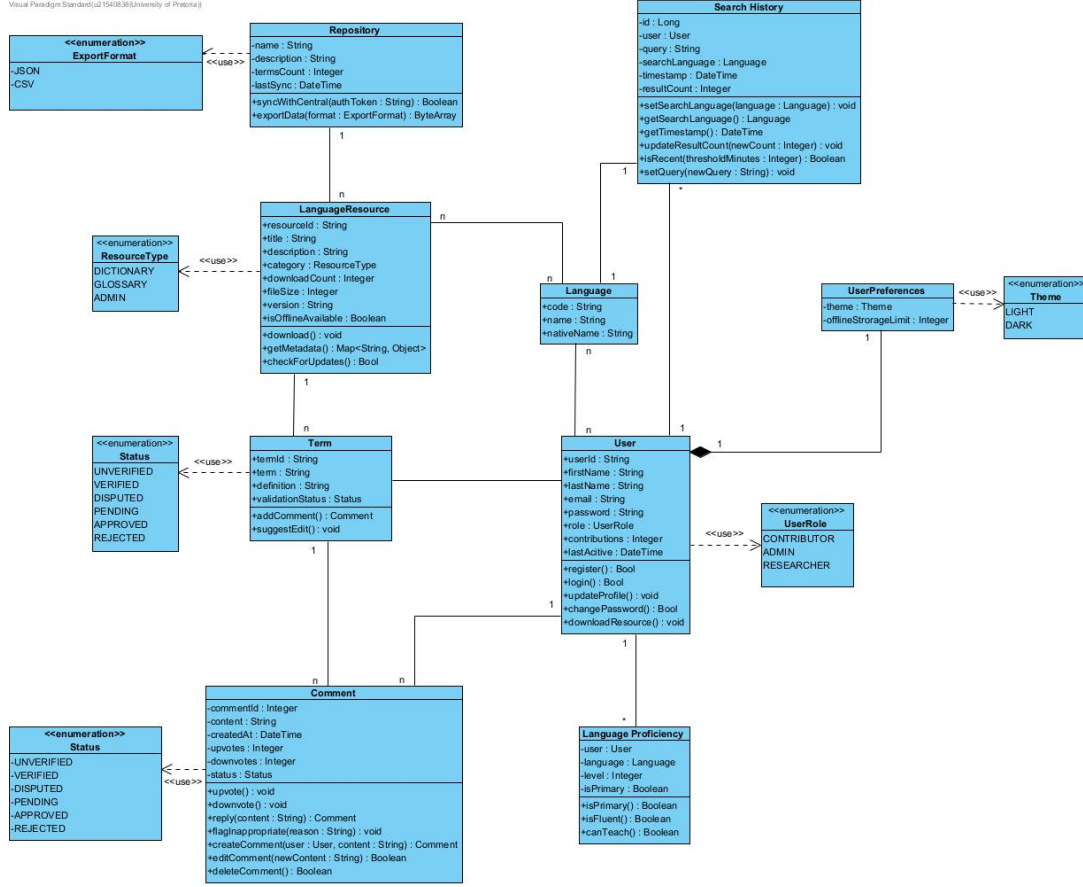 Visual Paradigm Standard(u21540838(University of Pretoria))
<<enumeration>>
ExportFormat
-JSON
-CSV
<<use>>
Repository
-name : String
-description : String
-termsCount : Integer
-lastSync : DateTime
+syncWithCentral(authToken : String) : Boolean
+exportData(format : ExportFormat) : ByteArray
1
n
Search History
-id : Long
-user : User
-query : String
-searchLanguage : Language
-timestamp : DateTime
-resultCount : Integer
+setSearchLanguage(language : Language) : void
+getSearchLanguage() : Language
+getTimestamp() : DateTime
+updateResultCount(newCount : Integer) : void
+isRecent(thresholdMinutes : Integer) : Boolean
+setQuery(newQuery : String) : void
1
*
<<enumeration>>
ResourceType
DICTIONARY
GLOSSARY
ADMIN
<<use>>
LanguageResource
+resourceId : String
+title : String
+description : String
+category : ResourceType
+downloadCount : Integer
+fileSize : Integer
+version : String
+isOfflineAvailable : Boolean
+download() : void
+getMetadata() : Map<String, Object>
+checkForUpdates() : Bool
n
n
1
Language
+code : String
+name : String
+nativeName : String
n
UserPreferences
-theme : Theme
-offlineStrorageLimit : Integer
<<use>>
<<enumeration>>
Theme
LIGHT
DARK
1
1
n
<<enumeration>>
Status
UNVERIFIED
VERIFIED
DISPUTED
PENDING
APPROVED
REJECTED
<<use>>
Term
+termId : String
+term : String
+definition : String
+validationStatus : Status
+addComment() : Comment
+suggestEdit() : void
1
n
1
User
+userId : String
+firstName : String
+lastName : String
+email : String
+password : String
+role : UserRole
+contributions : Integer
+lastAcitive : DateTime
+register() : Bool
+login() : Bool
+updateProfile() : void
+changePassword() : Bool
+downloadResource() : void
1
<<use>>
<<enumeration>>
UserRole
CONTRIBUTOR
ADMIN
RESEARCHER
1
1
n
n
Comment
-commentId : Integer
-content : String
-createdAt : DateTime
-upvotes : Integer
-downvotes : Integer
-status : Status
+upvote() : void
+downvote() : void
+reply(content : String) : Comment
+flagInappropriate(reason : String) : void
+createComment(user : User, content : String) : Comment
+editComment(newContent : String) : Boolean
+deleteComment() : Boolean
<<enumeration>>
Status
-UNVERIFIED
-VERIFIED
-DISPUTED
-PENDING
-APPROVED
-REJECTED
<<use>>
*
Language Proficiency
-user : User
-language : Language
-level : Integer
-isPrimary : Boolean
+isPrimary() : Boolean
+isFluent() : Boolean
+canTeach() : Boolean